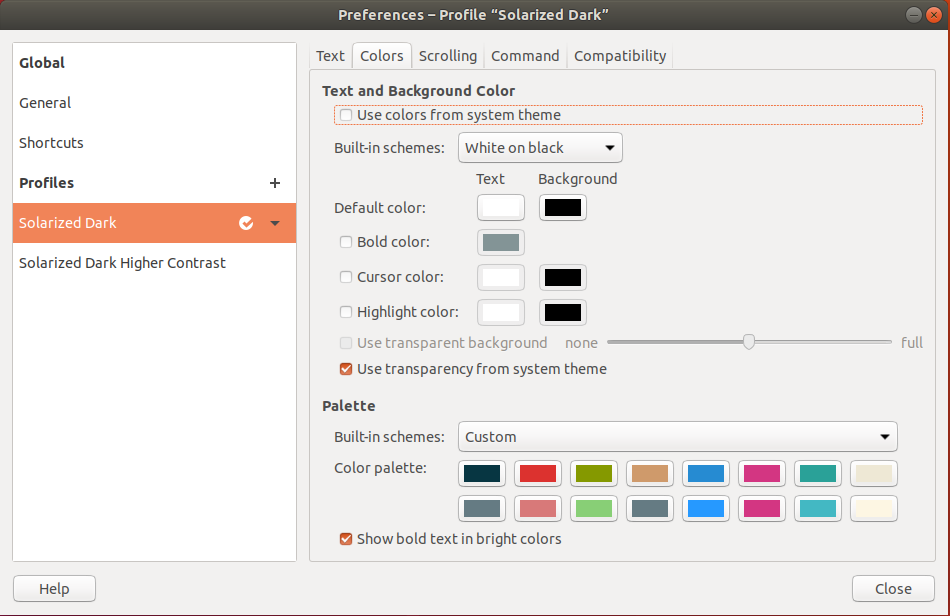 Preferences – Profile “Solarized Dark”
Global
General
Shortcuts
Profiles
Solarized Dark
Solarized Dark Higher Contrast
Text Colors Scrolling Command Compatibility
Text and Background Color
Use colors from system theme
Built-in schemes: White on black
Text Background
Default color:
Bold color:
Cursor color:
Highlight color:
Use transparent background none full
Use transparency from system theme
Palette
Built-in schemes: Custom
Color palette:
Show bold text in bright colors
Help Close